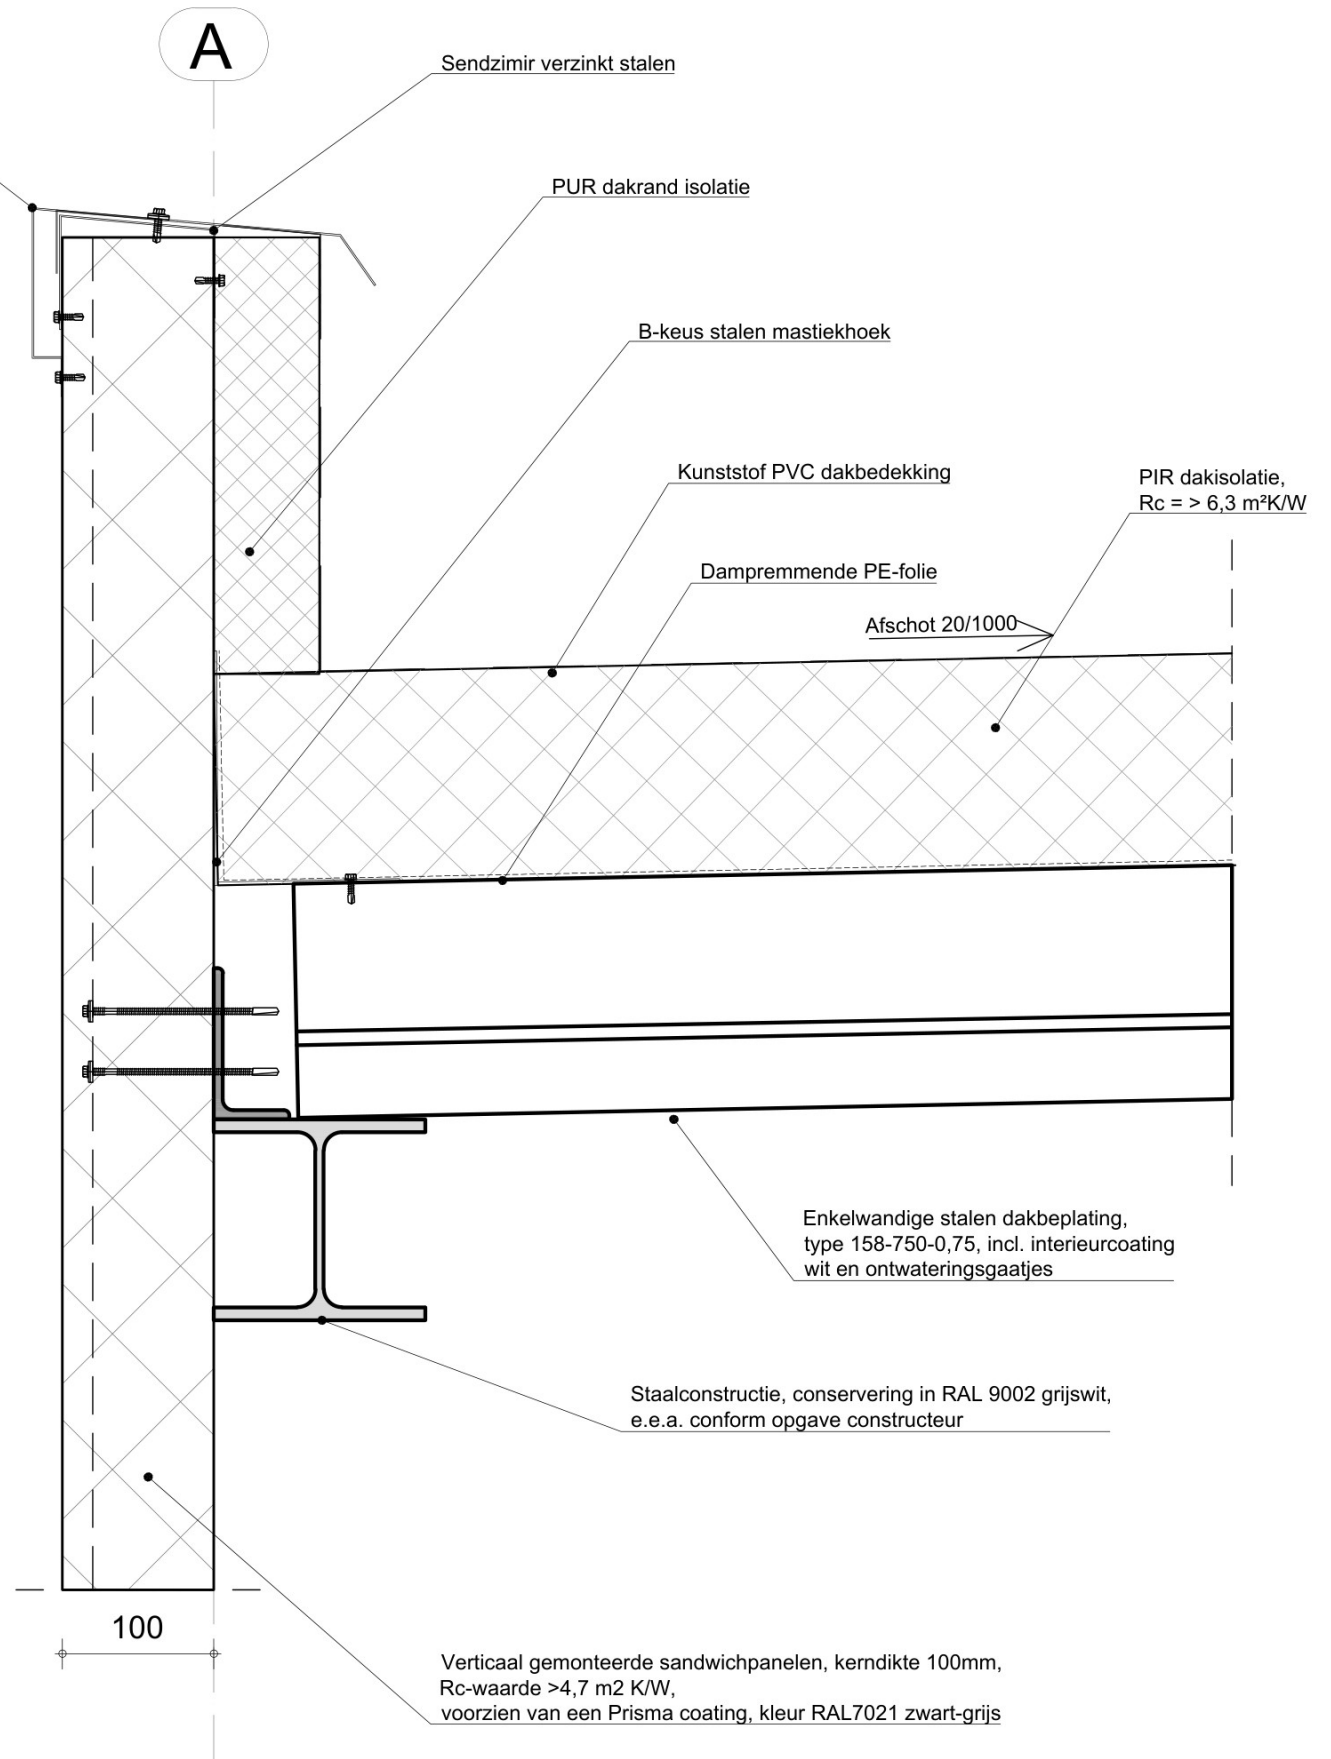 A
Sendzimir verzinkt stalen
PUR dakrand isolatie
B-keus stalen mastiekhoek
Kunststof PVC dakbedekking
PIR dakisolatie,
Rc = > 6,3 m²K/W
Dampremmende PE-folie
Afschot 20/1000
Enkelwandige stalen dakbeplating,
type 158-750-0,75, incl. interieurcoating
wit en ontwateringsgaatjes
Staalconstructie, conservering in RAL 9002 grijswit,
e.e.a. conform opgave constructeur
100
Verticaal gemonteerde sandwichpanelen, kerndikte 100mm,
Rc-waarde >4,7 m2 K/W,
voorzien van een Prisma coating, kleur RAL7021 zwart-grijs